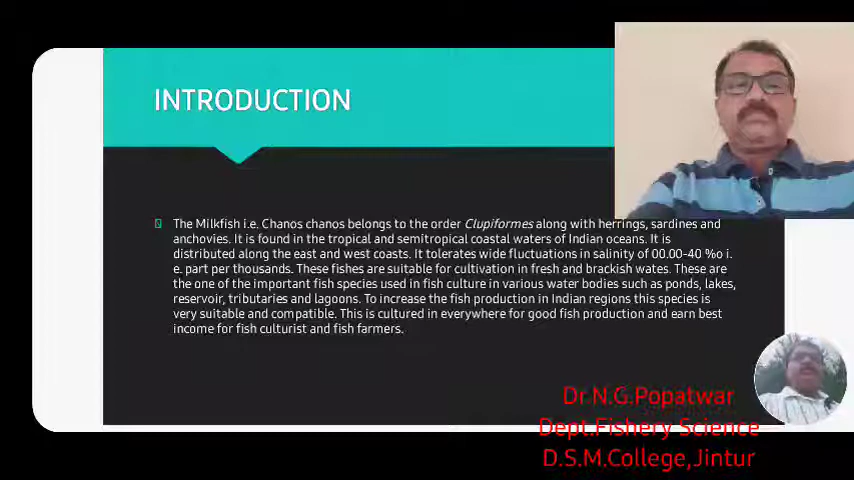 INTRODUCTION
The Milkfish i.e. Chanos chanos belongs to the order Clupiformes along with herrings, sardines and
anchovies. It is found in the tropical and semitropical coastal waters of Indian oceans. It is
distributed along the east and west coasts. It tolerates wide fluctuations in salinity of 00.00-40 ‰ i.
e. part per thousands. These fishes are suitable for cultivation in fresh and brackish wates. These are
the one of the important fish species used in fish culture in various water bodies such as ponds, lakes,
reservoir, tributaries and lagoons. To increase the fish production in Indian regions this species is
very suitable and compatible. This is cultured in everywhere for good fish production and earn best
income for fish culturist and fish farmers.
Dr.N.G.Popatwar
Dept.Fishery Science
D.S.M.College,Jintur